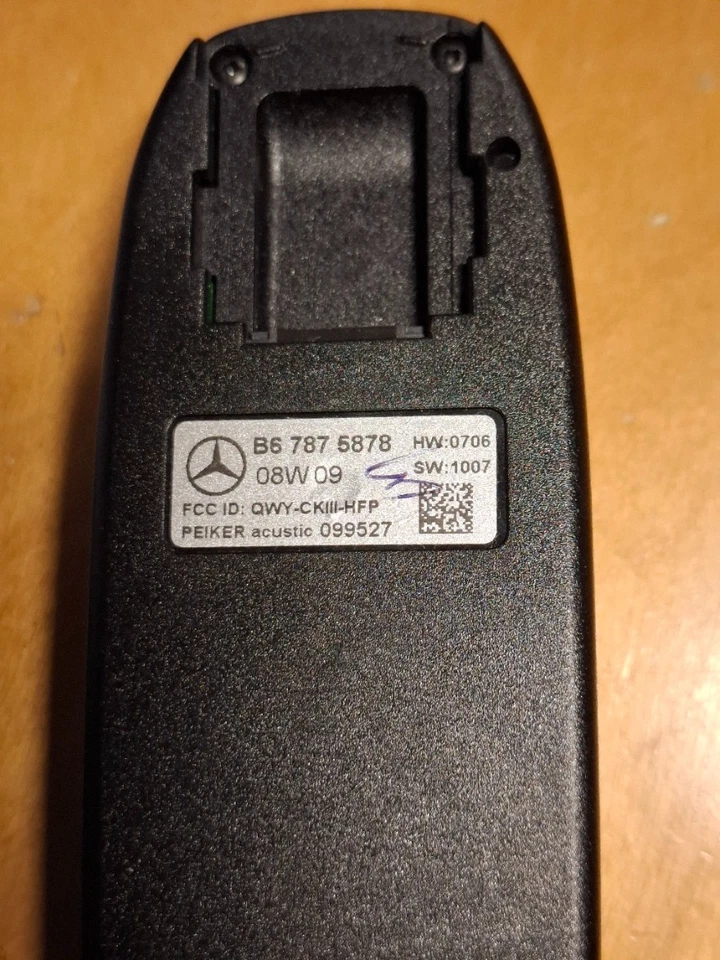 B6 787 5878 HW:0706
08W 09 SW:1007
FCC ID: QWY-CKIII-HFP
PEIKER acustic 099527